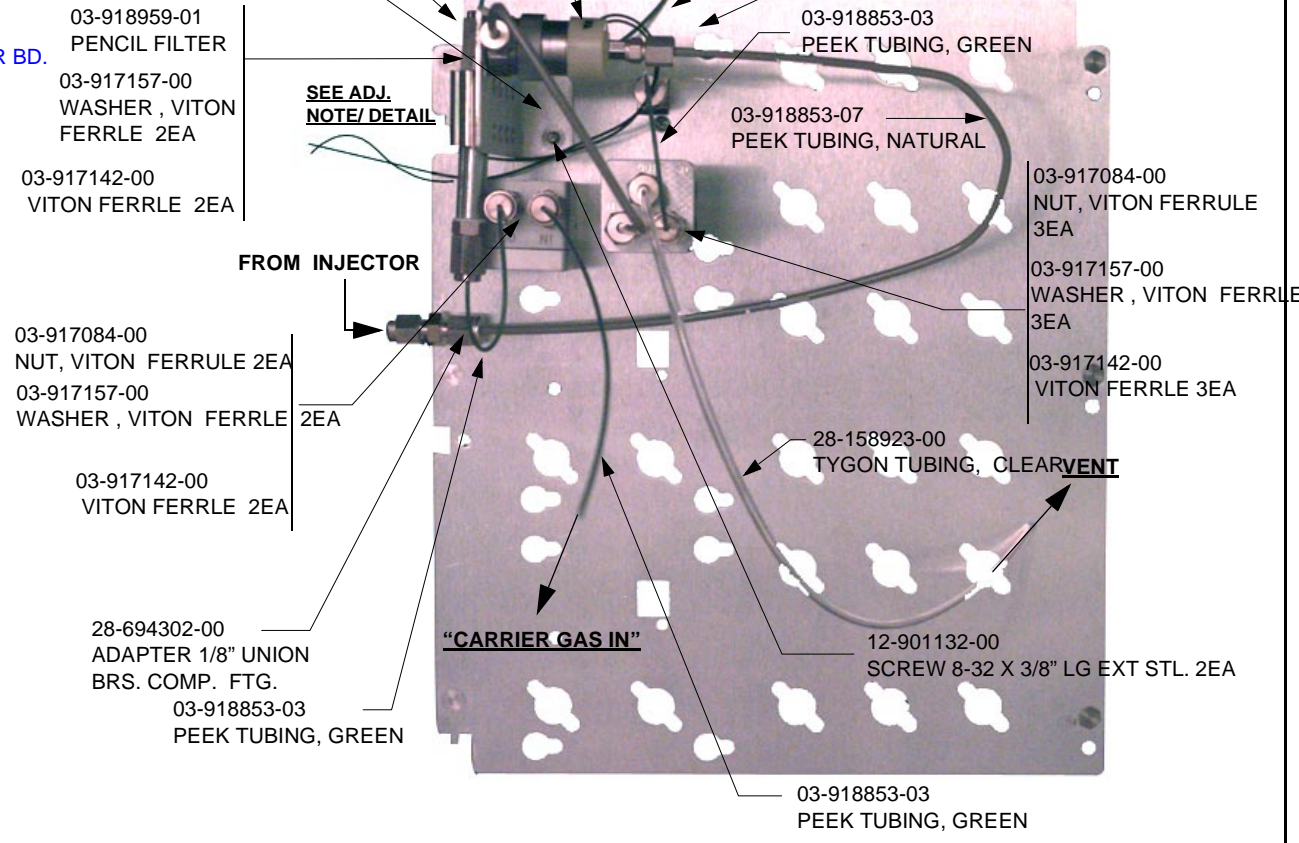 03-918959-01
PENCIL FILTER
R BD.
03-917157-00
WASHER , VITON
FERRLE 2EA
03-917142-00
VITON FERRLE 2EA
SEE ADJ.
NOTE/ DETAIL
03-918853-03
PEEK TUBING, GREEN
03-918853-07
PEEK TUBING, NATURAL
03-917084-00
NUT, VITON FERRULE
3EA
03-917157-00
WASHER , VITON FERRLE
3EA
03-917142-00
VITON FERRLE 3EA
FROM INJECTOR
IN
03-917084-00
NUT, VITON FERRULE 2EA
03-917157-00
WASHER , VITON FERRLE 2EA
03-917142-00
VITON FERRLE 2EA
28-158923-00
TYGON TUBING, CLEAR
VENT
28-694302-00
ADAPTER 1/8” UNION
BRS. COMP. FTG.
03-918853-03
PEEK TUBING, GREEN
“CARRIER GAS IN”
12-901132-00
SCREW 8-32 X 3/8” LG EXT STL. 2EA
03-918853-03
PEEK TUBING, GREEN